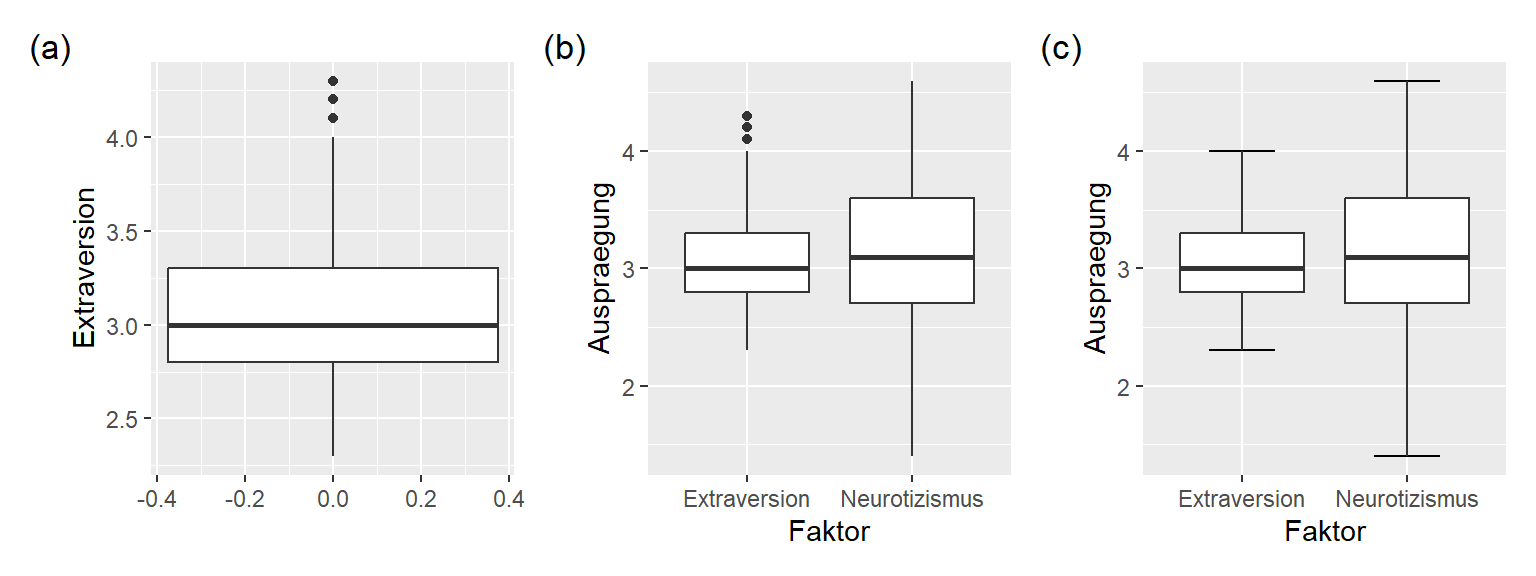 (a)
Extraversion
4.0
3.5
3.0
2.5
-0.4 -0.2 0.0 0.2 0.4
(b)
Auspraegung
4
3
2
Extraversion Neurotizismus
Faktor
(c)
Auspraegung
4
3
2
Extraversion Neurotizismus
Faktor